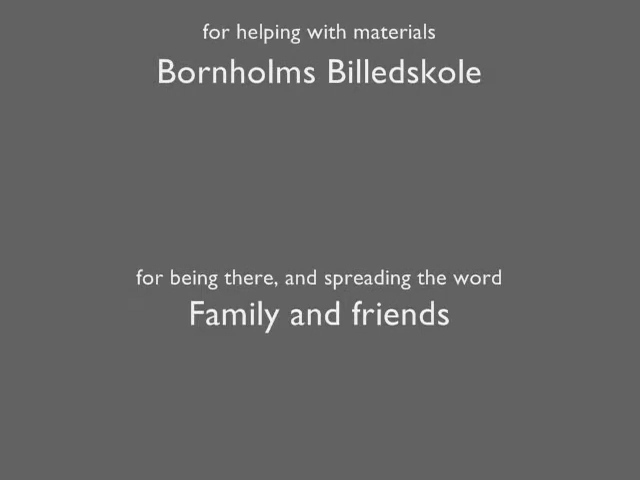 for helping with materials
Bornholms Billedskole
for being there, and spreading the word
Family and friends